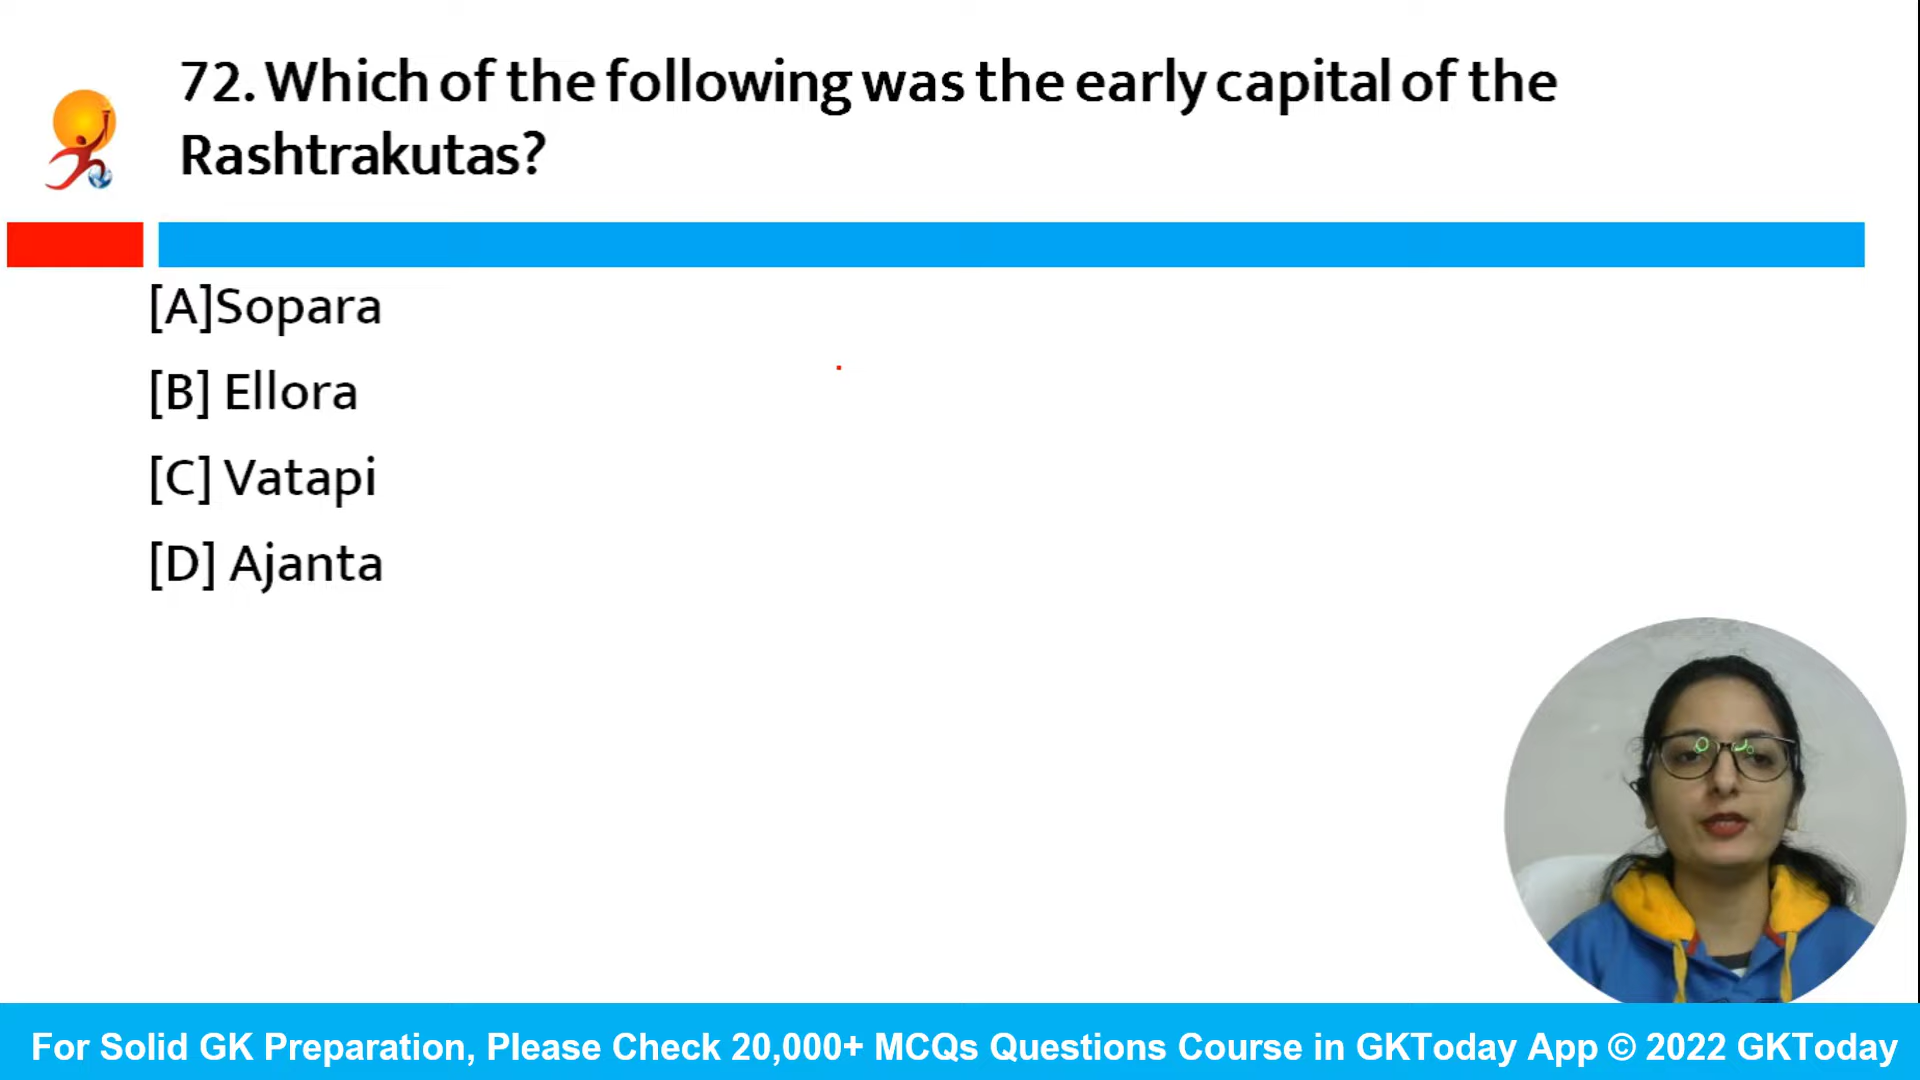 72. Which of the following was the early capital of the
Rashtrakutas?
[A]Sopara
[B] Ellora
[C] Vatapi
[D] Ajanta
For Solid GK Preparation, Please Check 20,000+ MCQs Questions Course in GKToday App © 2022 GKToday